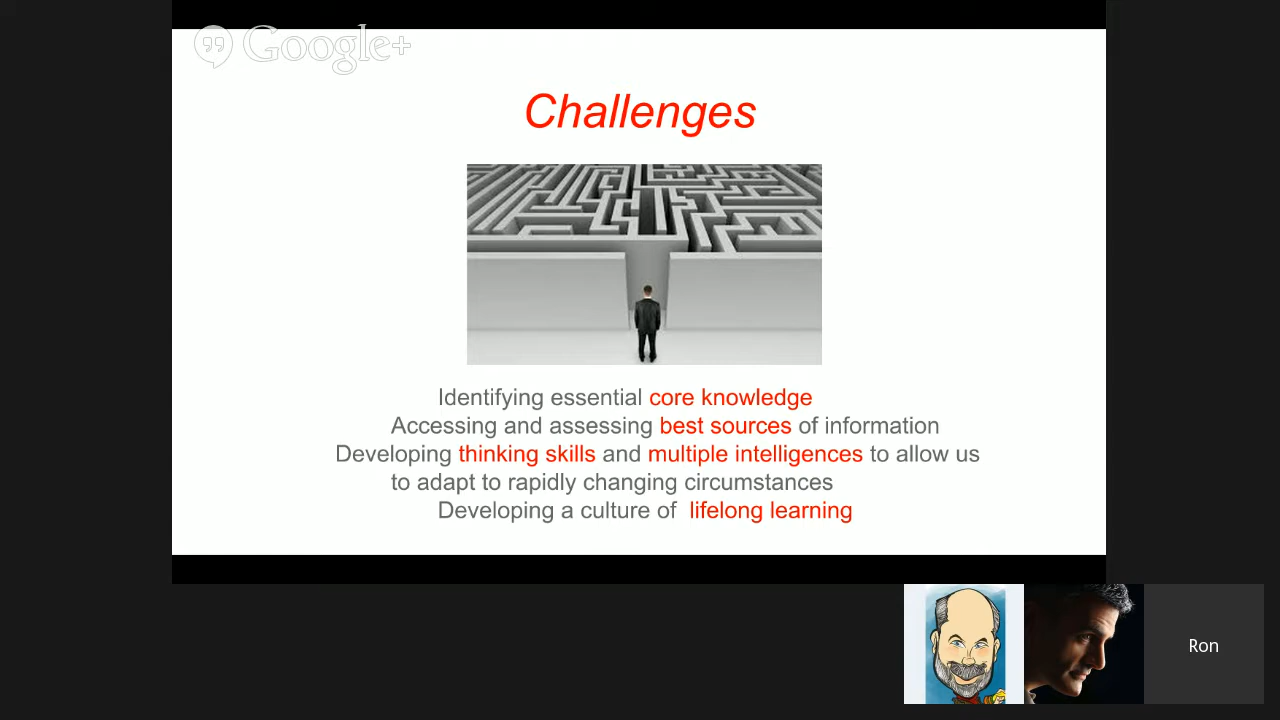 Google+
Challenges
Identifying essential core knowledge
Accessing and assessing best sources of information
Developing thinking skills and multiple intelligences to allow us
to adapt to rapidly changing circumstances
Developing a culture of lifelong learning
Ron